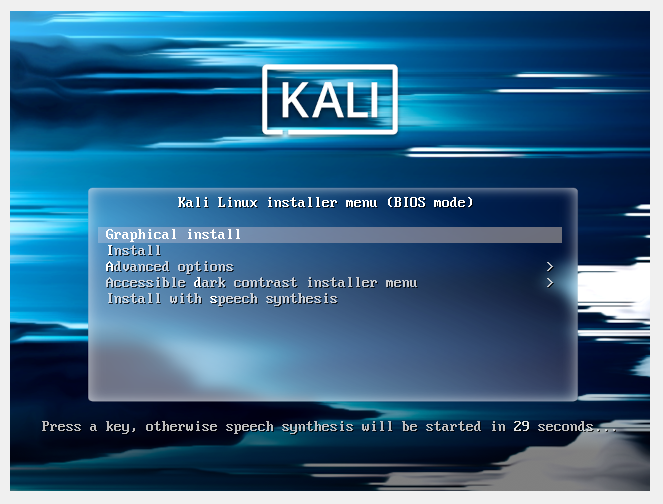 KALI
Kali Linux installer menu (BIOS mode)
Graphical install
Install
Advanced options >
Accessible dark contrast installer menu >
Install with speech synthesis
Press a key, otherwise speech synthesis will be started in 29 seconds...